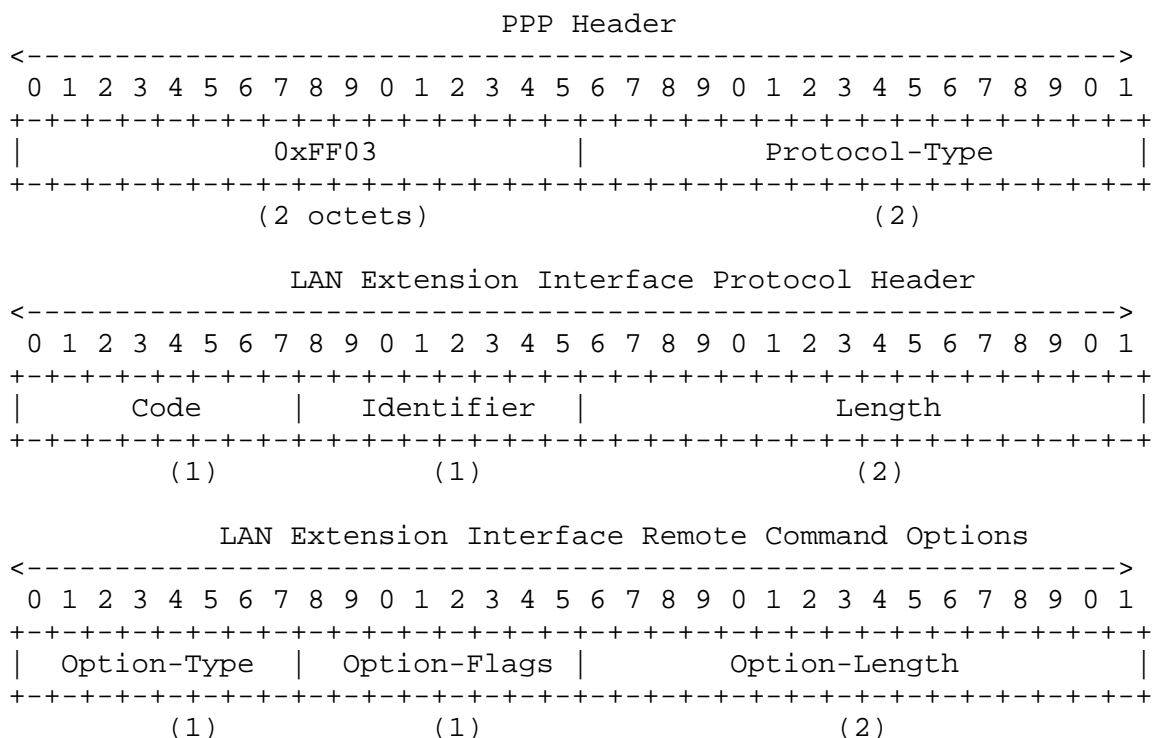 PPP Header
<-------------------------------------------------------------->
0 1 2 3 4 5 6 7 8 9 0 1 2 3 4 5 6 7 8 9 0 1 2 3 4 5 6 7 8 9 0 1
+-+-+-+-+-+-+-+-+-+-+-+-+-+-+-+-+-+-+-+-+-+-+-+-+-+-+-+-+-+-+-+-+
| 0xFF03 | Protocol-Type |
+-+-+-+-+-+-+-+-+-+-+-+-+-+-+-+-+-+-+-+-+-+-+-+-+-+-+-+-+-+-+-+-+
(2 octets) (2)
LAN Extension Interface Protocol Header
<-------------------------------------------------------------->
0 1 2 3 4 5 6 7 8 9 0 1 2 3 4 5 6 7 8 9 0 1 2 3 4 5 6 7 8 9 0 1
+-+-+-+-+-+-+-+-+-+-+-+-+-+-+-+-+-+-+-+-+-+-+-+-+-+-+-+-+-+-+-+-+
| Code | Identifier | Length |
+-+-+-+-+-+-+-+-+-+-+-+-+-+-+-+-+-+-+-+-+-+-+-+-+-+-+-+-+-+-+-+-+
(1) (1) (2)
LAN Extension Interface Remote Command Options
<-------------------------------------------------------------->
0 1 2 3 4 5 6 7 8 9 0 1 2 3 4 5 6 7 8 9 0 1 2 3 4 5 6 7 8 9 0 1
+-+-+-+-+-+-+-+-+-+-+-+-+-+-+-+-+-+-+-+-+-+-+-+-+-+-+-+-+-+-+-+-+
| Option-Type | Option-Flags | Option-Length |
+-+-+-+-+-+-+-+-+-+-+-+-+-+-+-+-+-+-+-+-+-+-+-+-+-+-+-+-+-+-+-+-+
(1) (1) (2)